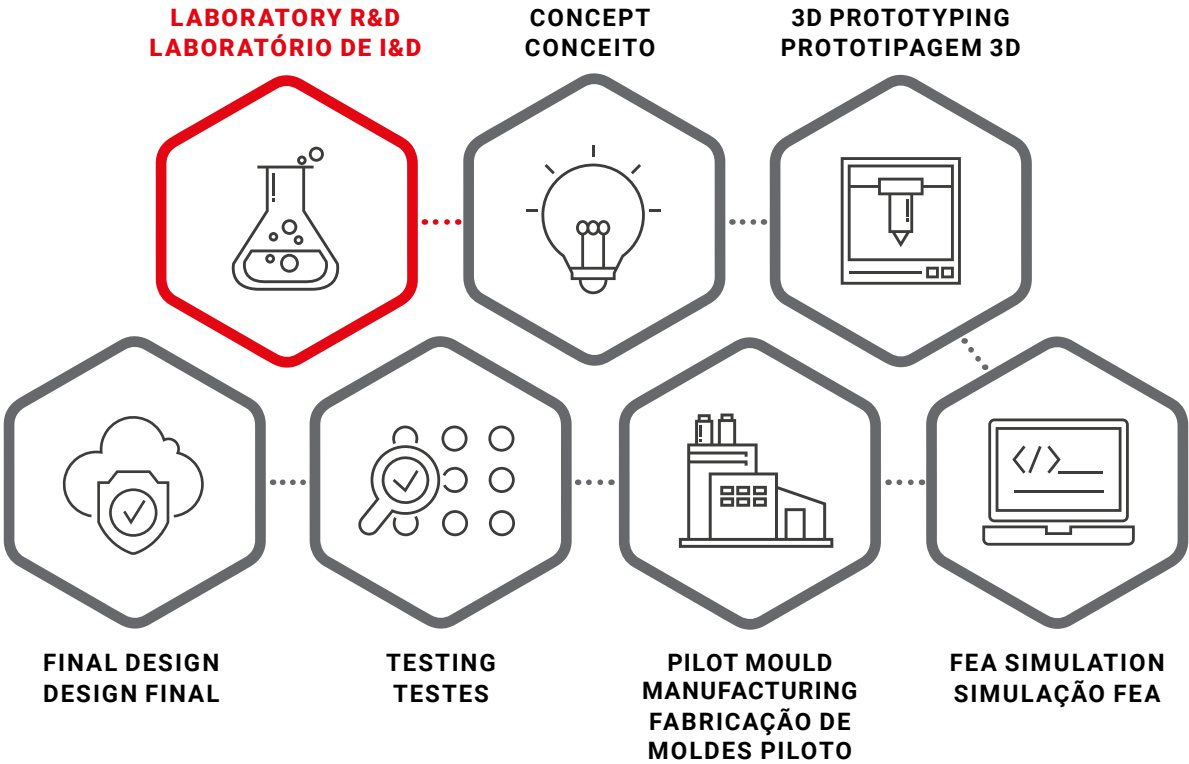 LABORATORY R&D
LABORATÓRIO DE I&D
CONCEPT
CONCEITO
3D PROTOTYPING
PROTOTIPAGEM 3D
</>
FINAL DESIGN
DESIGN FINAL
TESTING
TESTES
PILOT MOULD
MANUFACTURING
FABRICAÇÃO DE
MOLDES PILOTO
FEA SIMULATION
SIMULAÇÃO FEA